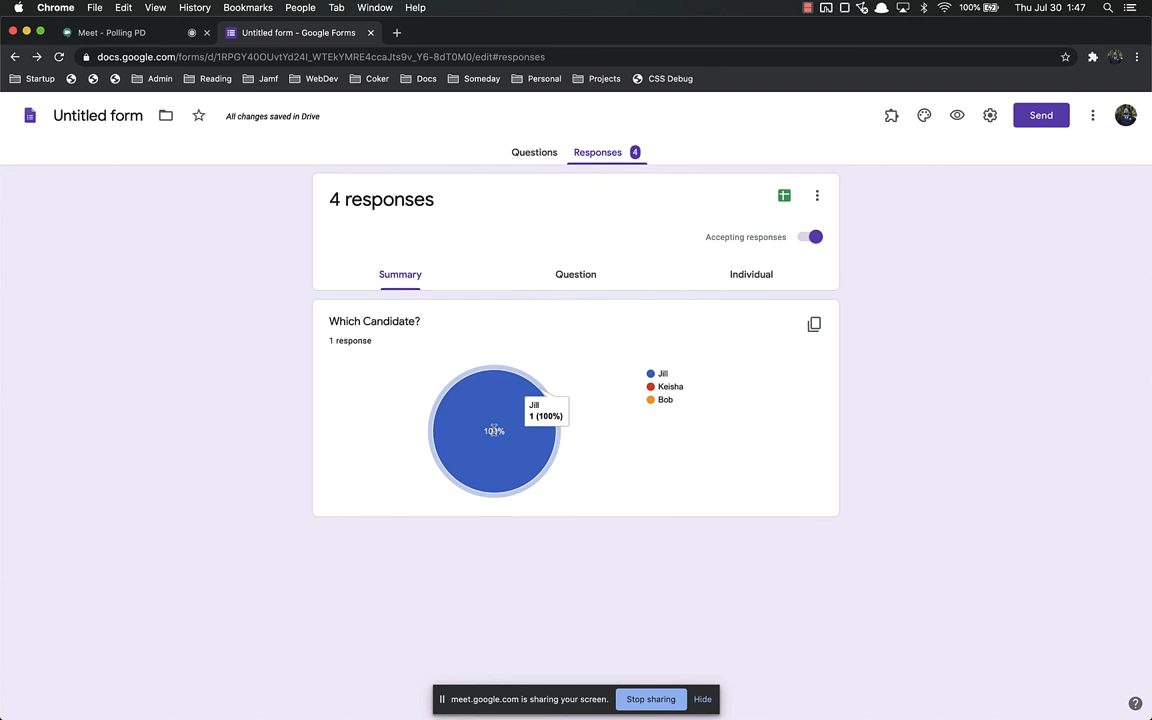 Chrome File Edit View History Bookmarks People Tab Window Help 100% Thu Jul 30 1:47
Meet - Polling PD Untitled form - Google Forms
docs.google.com/forms/d/1RPGY40OUvtYd24l_WTEkYMRE4ccaJts9v_Y6-8dT0M0/edit#responses
Startup Admin Reading Jamf WebDev Coker Docs Someday Personal Projects CSS Debug
Untitled form All changes saved in Drive Send
Questions Responses 4
4 responses
Accepting responses
Summary Question Individual
Which Candidate?
1 response
Jill
Keisha
Bob
Jill
1 (100%)
100%
meet.google.com is sharing your screen. Stop sharing Hide